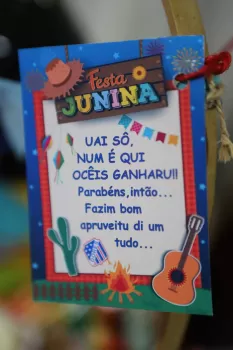 Festa
JUNINA
UAI SÔ,
NUM É QUI
OCÊIS GANHARU!!
Parabéns,intão...
Fazim bom
apruveitu di um
tudo...